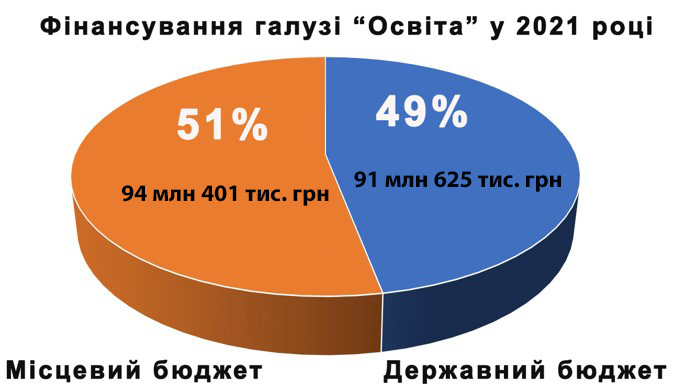 Фінансування галузі “Освіта” у 2021 році
51%
49%
94 млн 401 тис. грн
91 млн 625 тис. грн
Місцевий бюджет
Державний бюджет